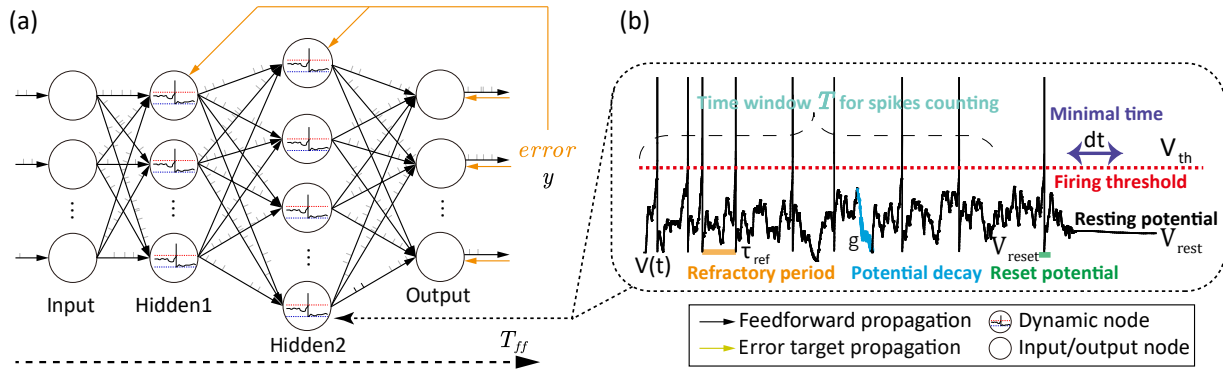 (a)
error
y
Input
Hidden1
Hidden2
Output
T_ff
(b)
Time window T for spikes counting
Minimal time
dt
V_th
Firing threshold
Resting potential
V_rest
V(t)
τ_ref
g
V_reset
Refractory period
Potential decay
Reset potential
Feedforward propagation
Dynamic node
Error target propagation
Input/output node